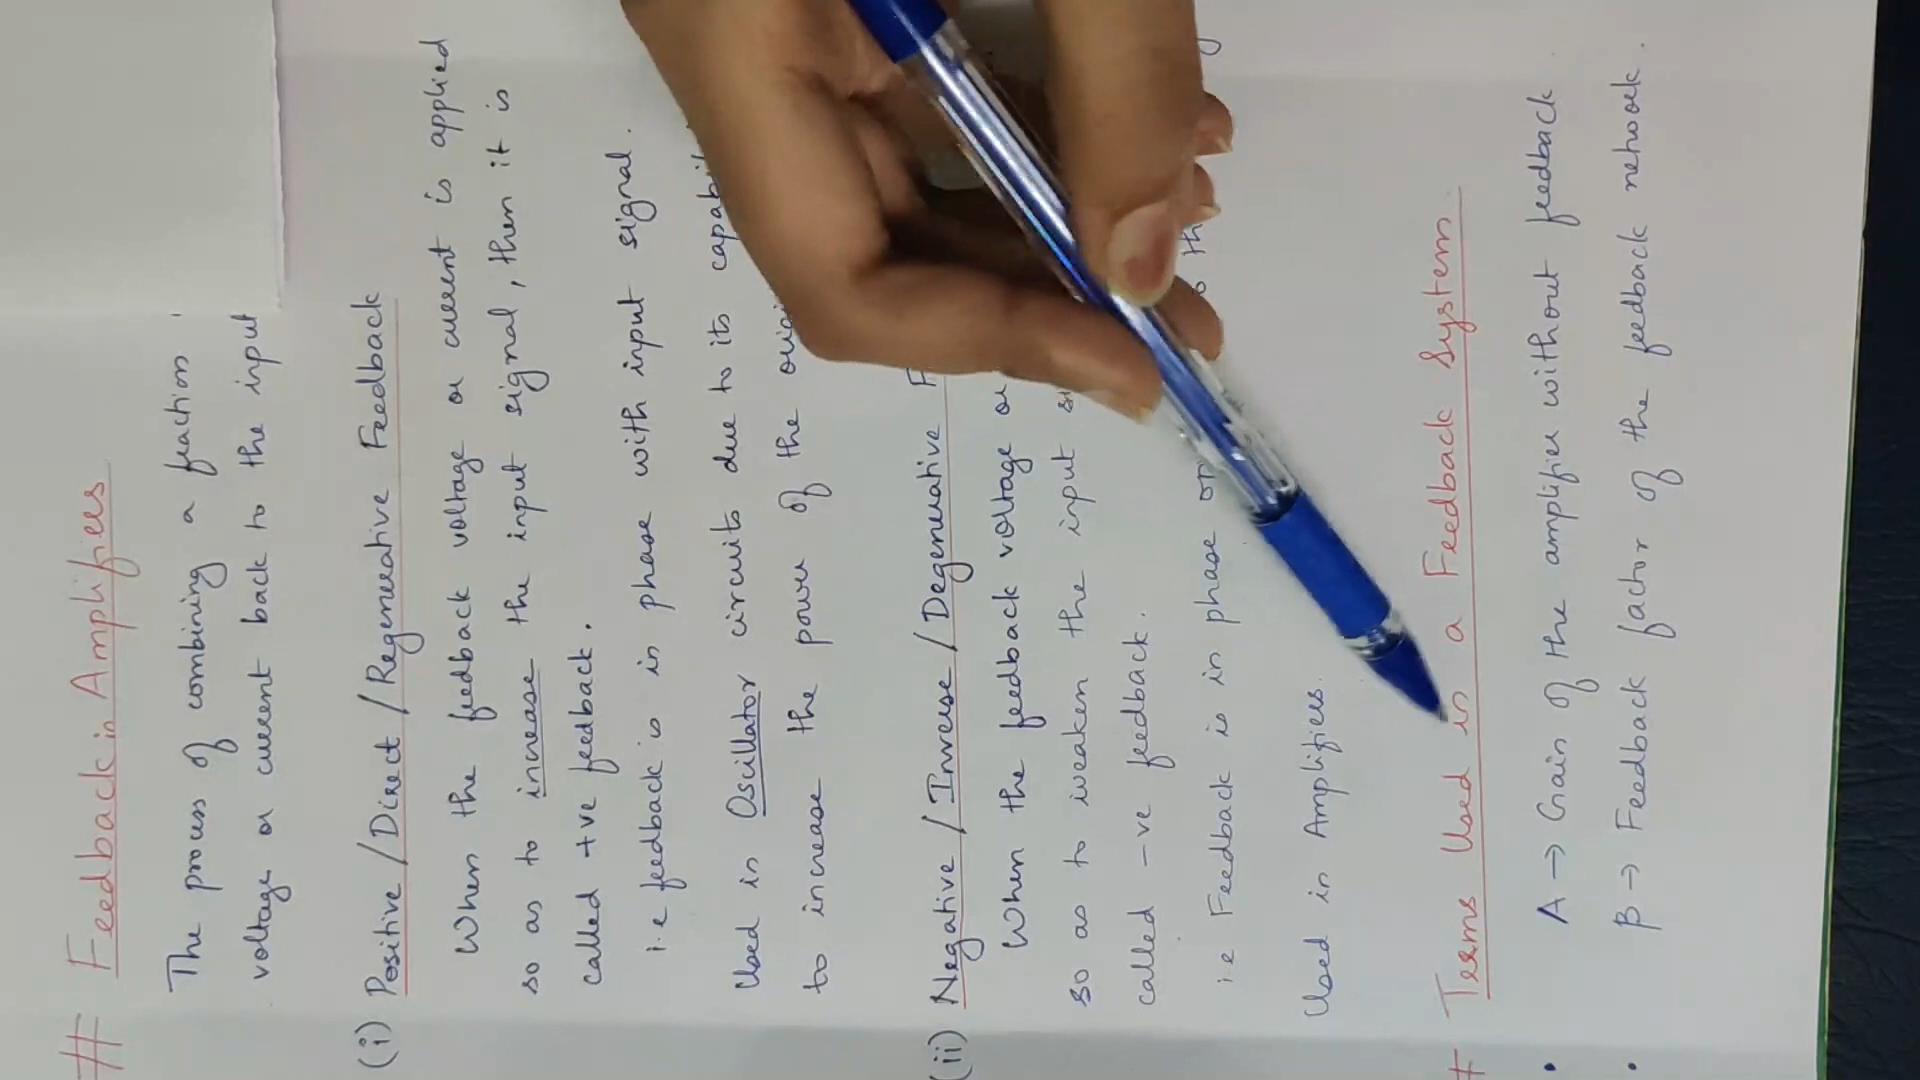 # Feedback in Amplifiers
The process of combining a fraction
voltage or current back to the input
(i) Positive / Direct / Regenerative Feedback
When the feedback voltage or current is applied
so as to increase the input signal, then it is
called +ve feedback.
i.e feedback is in phase with input signal.
Used in Oscillator circuits due to its
to increase the power of the
(ii) Negative / Inverse / Degenerative
When the feedback voltage or
so as to weaken the input
called -ve feedback.
i.e Feedback is in phase
Used in Amplifiers.
# Terms Used in a Feedback System.
• A → Gain of the amplifier without feedback
• β → Feedback factor of the feedback network.